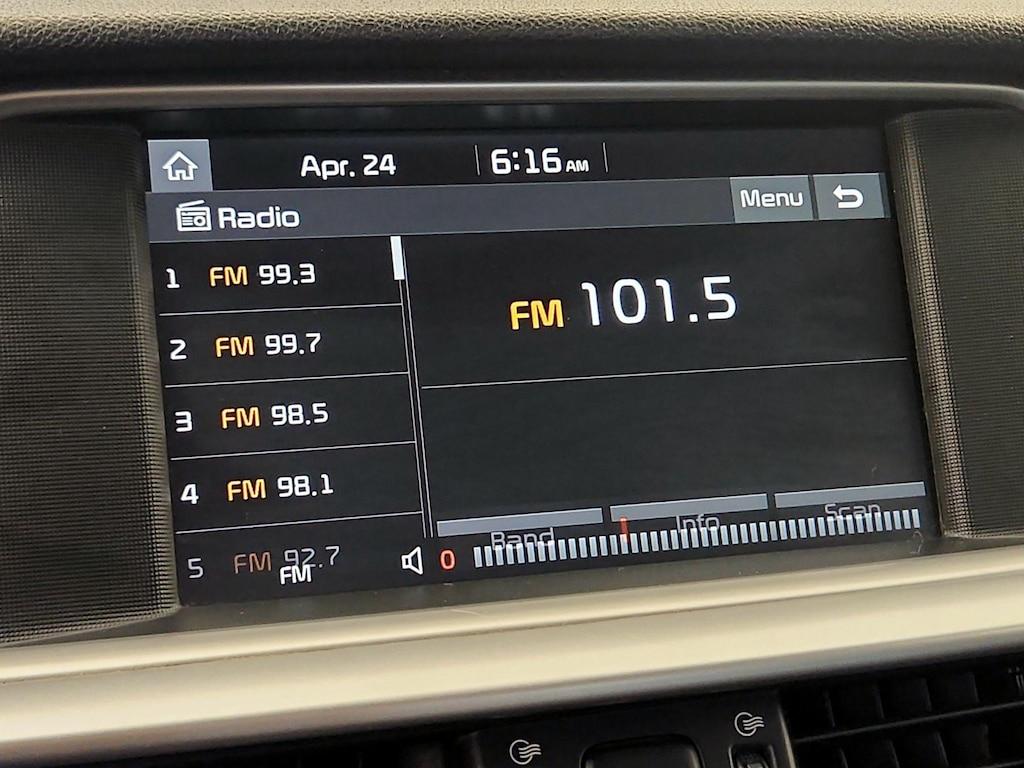 Apr. 24 6:16 AM
Radio Menu
1 FM 99.3
FM 101.5
2 FM 99.7
3 FM 98.5
4 FM 98.1
5 FM 92.7
Band Info Scan
FM 0